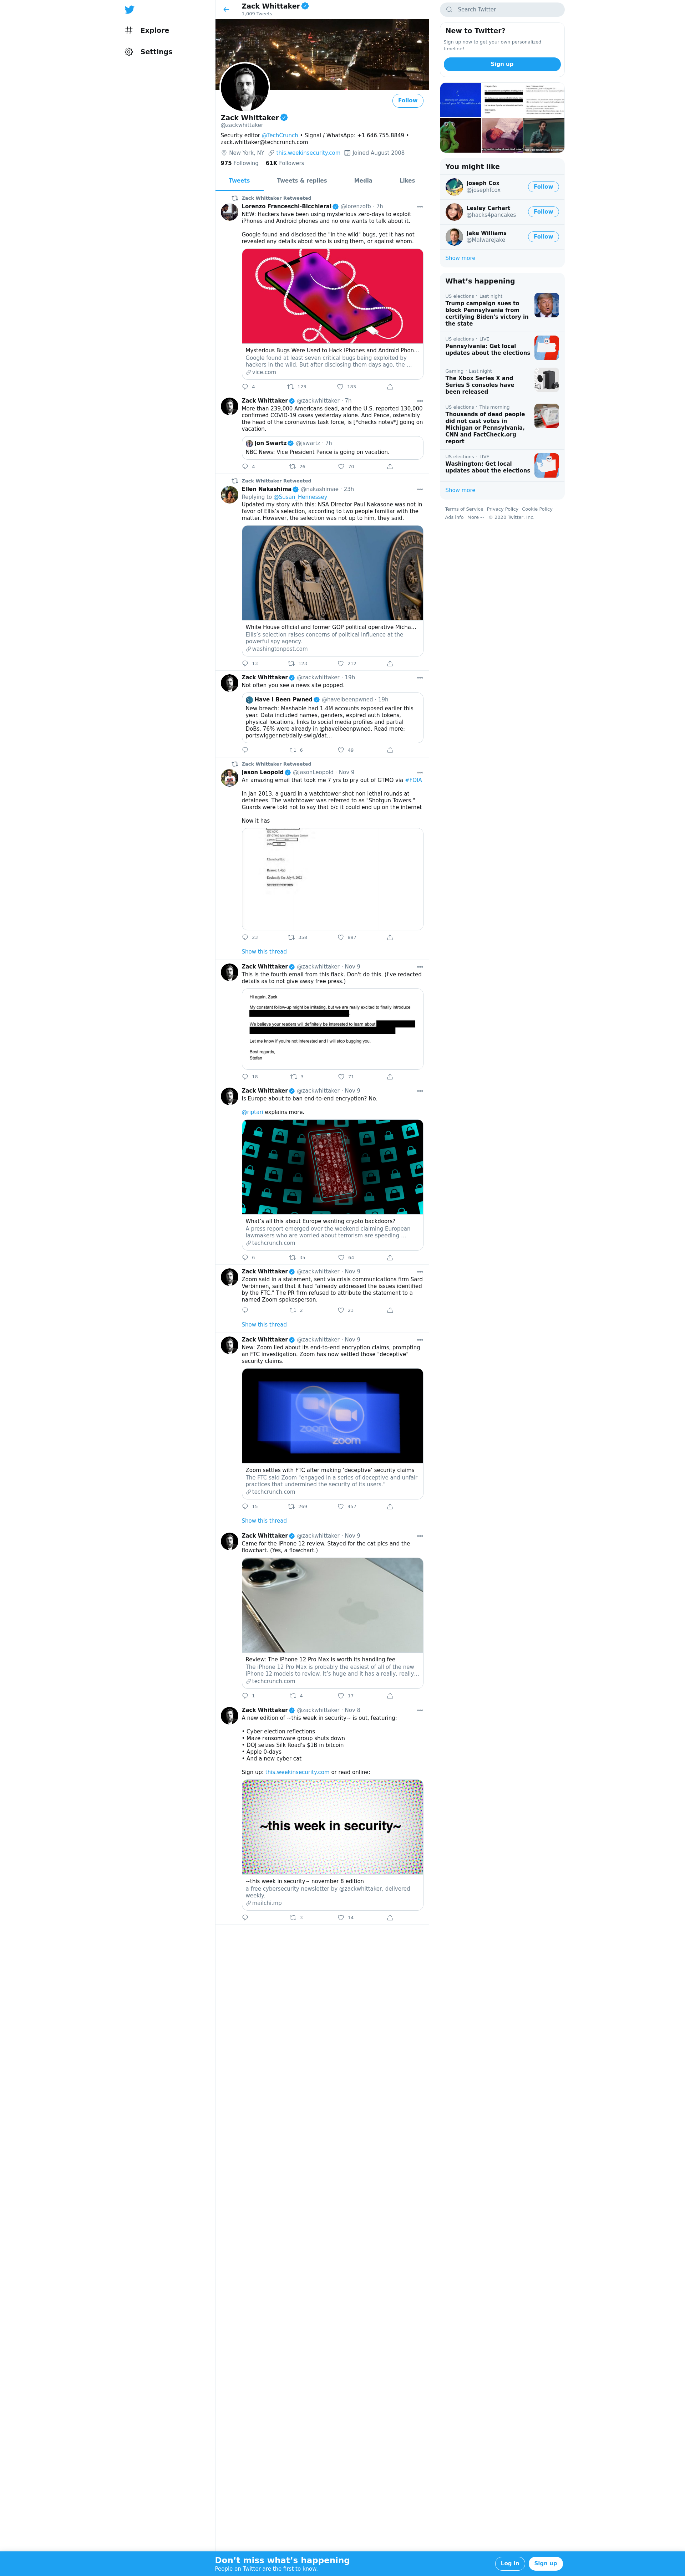 Explore
Settings
Zack Whittaker
1,009 Tweets
Follow
Zack Whittaker
@zackwhittaker
Security editor @TechCrunch • Signal / WhatsApp: +1 646.755.8849 •
zack.whittaker@techcrunch.com
New York, NY this.weekinsecurity.com Joined August 2008
975 Following 61K Followers
Tweets Tweets & replies Media Likes
Zack Whittaker Retweeted
Lorenzo Franceschi-Bicchierai @lorenzofb · 7h
NEW: Hackers have been using mysterious zero-days to exploit
iPhones and Android phones and no one wants to talk about it.
Google found and disclosed the "in the wild" bugs, yet it has not
revealed any details about who is using them, or against whom.
Mysterious Bugs Were Used to Hack iPhones and Android Phon...
Google found at least seven critical bugs being exploited by
hackers in the wild. But after disclosing them days ago, the ...
vice.com
4 123 183
Zack Whittaker @zackwhittaker · 7h
More than 239,000 Americans dead, and the U.S. reported 130,000
confirmed COVID-19 cases yesterday alone. And Pence, ostensibly
the head of the coronavirus task force, is [*checks notes*] going on
vacation.
Jon Swartz @jswartz · 7h
NBC News: Vice President Pence is going on vacation.
4 26 70
Zack Whittaker Retweeted
Ellen Nakashima @nakashimae · 23h
Replying to @Susan_Hennessey
Updated my story with this: NSA Director Paul Nakasone was not in
favor of Ellis's selection, according to two people familiar with the
matter. However, the selection was not up to him, they said.
White House official and former GOP political operative Micha...
Ellis's selection raises concerns of political influence at the
powerful spy agency.
washingtonpost.com
13 123 212
Zack Whittaker @zackwhittaker · 19h
Not often you see a news site popped.
Have I Been Pwned @haveibeenpwned · 19h
New breach: Mashable had 1.4M accounts exposed earlier this
year. Data included names, genders, expired auth tokens,
physical locations, links to social media profiles and partial
DoBs. 76% were already in @haveibeenpwned. Read more:
portswigger.net/daily-swig/dat...
6 49
Zack Whittaker Retweeted
Jason Leopold @JasonLeopold · Nov 9
An amazing email that took me 7 yrs to pry out of GTMO via #FOIA
In Jan 2013, a guard in a watchtower shot non lethal rounds at
detainees. The watchtower was referred to as "Shotgun Towers."
Guards were told not to say that b/c it could end up on the internet
Now it has
23 358 897
Show this thread
Zack Whittaker @zackwhittaker · Nov 9
This is the fourth email from this flack. Don't do this. (I've redacted
details as to not give away free press.)
Hi again, Zack
My constant follow-up might be irritating, but we are really excited to finally introduce
We believe your readers will definitely be interested to learn about
Let me know if you're not interested and I will stop bugging you.
Best regards,
Stefan
18 3 71
Zack Whittaker @zackwhittaker · Nov 9
Is Europe about to ban end-to-end encryption? No.
@riptari explains more.
What's all this about Europe wanting crypto backdoors?
A press report emerged over the weekend claiming European
lawmakers who are worried about terrorism are speeding ...
techcrunch.com
6 35 64
Zack Whittaker @zackwhittaker · Nov 9
Zoom said in a statement, sent via crisis communications firm Sard
Verbinnen, said that it had "already addressed the issues identified
by the FTC." The PR firm refused to attribute the statement to a
named Zoom spokesperson.
2 23
Show this thread
Zack Whittaker @zackwhittaker · Nov 9
New: Zoom lied about its end-to-end encryption claims, prompting
an FTC investigation. Zoom has now settled those "deceptive"
security claims.
zoom
zoom
Zoom settles with FTC after making 'deceptive' security claims
The FTC said Zoom "engaged in a series of deceptive and unfair
practices that undermined the security of its users."
techcrunch.com
15 269 457
Show this thread
Zack Whittaker @zackwhittaker · Nov 9
Came for the iPhone 12 review. Stayed for the cat pics and the
flowchart. (Yes, a flowchart.)
Review: The iPhone 12 Pro Max is worth its handling fee
The iPhone 12 Pro Max is probably the easiest of all of the new
iPhone 12 models to review. It's huge and it has a really, really...
techcrunch.com
1 4 17
Zack Whittaker @zackwhittaker · Nov 8
A new edition of ~this week in security~ is out, featuring:
• Cyber election reflections
• Maze ransomware group shuts down
• DOJ seizes Silk Road's $1B in bitcoin
• Apple 0-days
• And a new cyber cat
Sign up: this.weekinsecurity.com or read online:
~this week in security~
~this week in security~ november 8 edition
a free cybersecurity newsletter by @zackwhittaker, delivered
weekly.
mailchi.mp
3 14
Search Twitter
New to Twitter?
Sign up now to get your own personalized
timeline!
Sign up
You might like
Joseph Cox
@josephfcox
Follow
Lesley Carhart
@hacks4pancakes
Follow
Jake Williams
@MalwareJake
Follow
Show more
What's happening
US elections · Last night
Trump campaign sues to
block Pennsylvania from
certifying Biden's victory in
the state
US elections · LIVE
Pennsylvania: Get local
updates about the elections
Gaming · Last night
The Xbox Series X and
Series S consoles have
been released
US elections · This morning
Thousands of dead people
did not cast votes in
Michigan or Pennsylvania,
CNN and FactCheck.org
report
US elections · LIVE
Washington: Get local
updates about the elections
Show more
Terms of Service Privacy Policy Cookie Policy
Ads info More © 2020 Twitter, Inc.
Don't miss what's happening
People on Twitter are the first to know.
Log in
Sign up